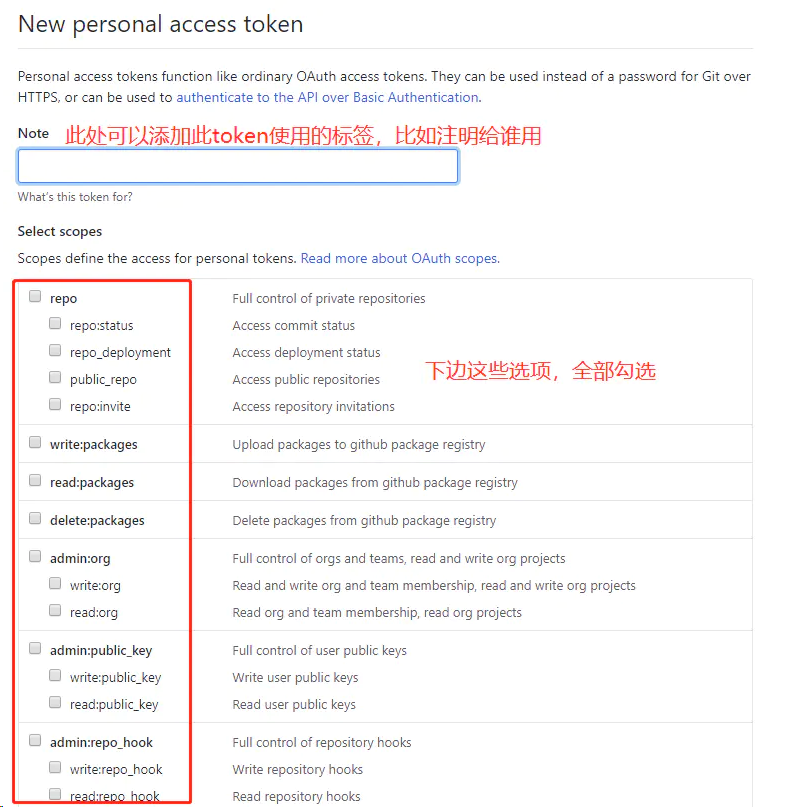 New personal access token
Personal access tokens function like ordinary OAuth access tokens. They can be used instead of a password for Git over
HTTPS, or can be used to authenticate to the API over Basic Authentication.
Note 此处可以添加此token使用的标签，比如注明给谁用
What's this token for?
Select scopes
Scopes define the access for personal tokens. Read more about OAuth scopes.
repo Full control of private repositories
repo:status Access commit status
repo_deployment Access deployment status
下边这些选项，全部勾选
public_repo Access public repositories
repo:invite Access repository invitations
write:packages Upload packages to github package registry
read:packages Download packages from github package registry
delete:packages Delete packages from github package registry
admin:org Full control of orgs and teams, read and write org projects
write:org Read and write org and team membership, read and write org projects
read:org Read org and team membership, read org projects
admin:public_key Full control of user public keys
write:public_key Write user public keys
read:public_key Read user public keys
admin:repo_hook Full control of repository hooks
write:repo_hook Write repository hooks
read:repo_hook Read repository hooks